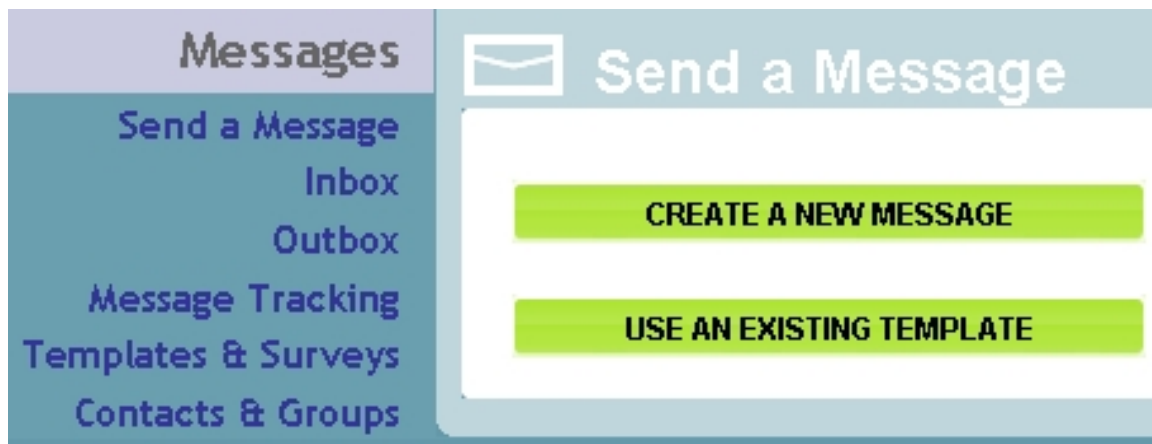 Messages
Send a Message
Inbox
Outbox
Message Tracking
Templates & Surveys
Contacts & Groups
Send a Message
CREATE A NEW MESSAGE
USE AN EXISTING TEMPLATE